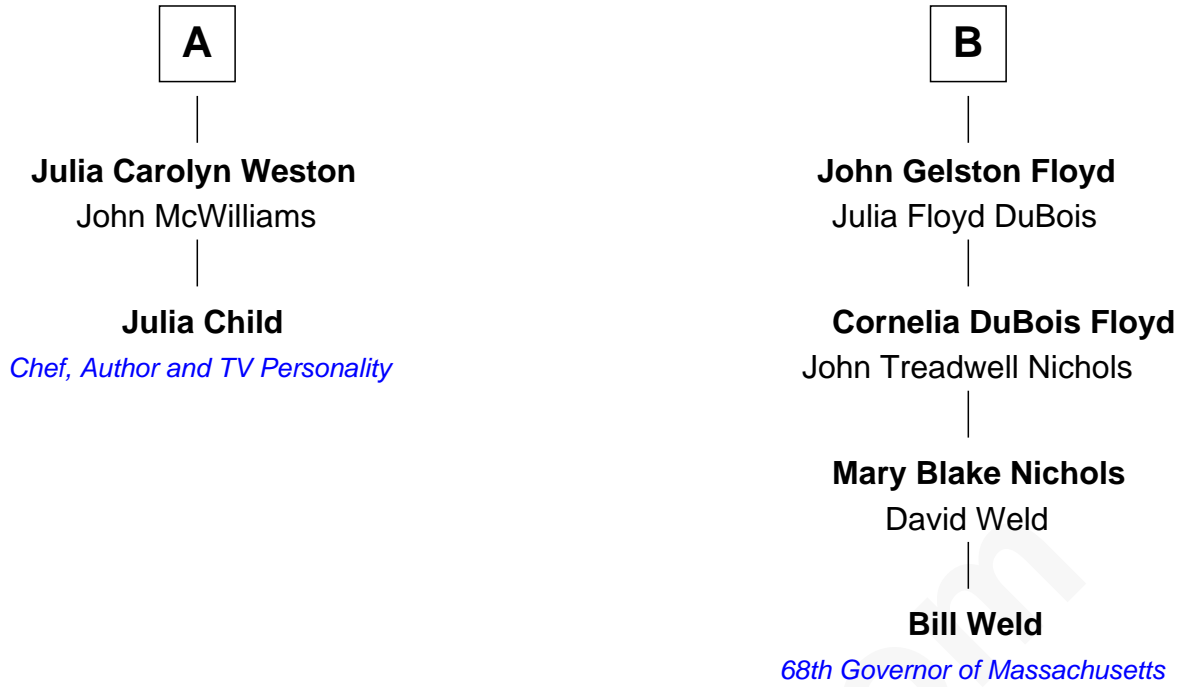 A
Julia Carolyn Weston
John McWilliams
Julia Child
Chef, Author and TV Personality
B
John Gelston Floyd
Julia Floyd DuBois
Cornelia DuBois Floyd
John Treadwell Nichols
Mary Blake Nichols
David Weld
Bill Weld
68th Governor of Massachusetts